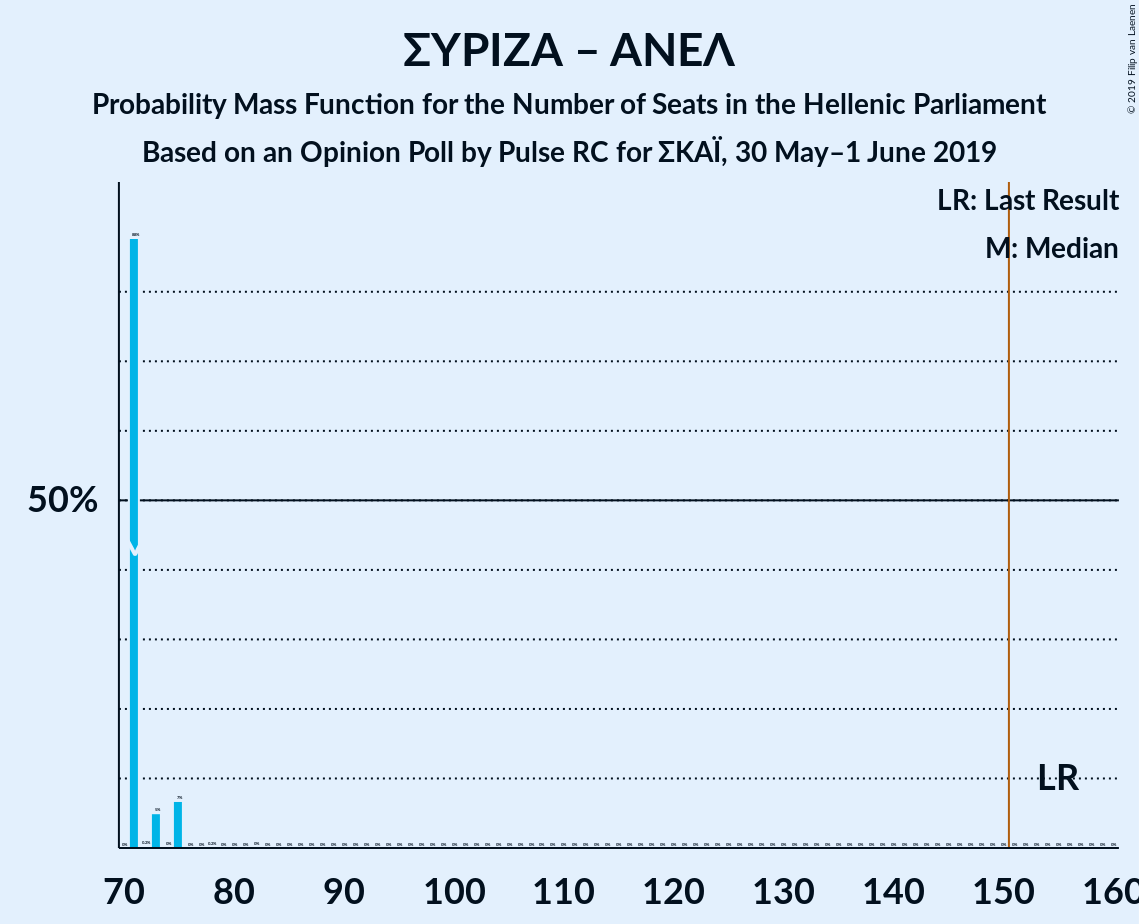 ΣΥΡΙΖΑ – ΑΝΕΛ
Probability Mass Function for the Number of Seats in the Hellenic Parliament
Based on an Opinion Poll by Pulse RC for ΣΚΑΪ, 30 May–1 June 2019
© 2019 Filip van Laenen
LR: Last Result
M: Median
50%
M
LR
70 80 90 100 110 120 130 140 150 160